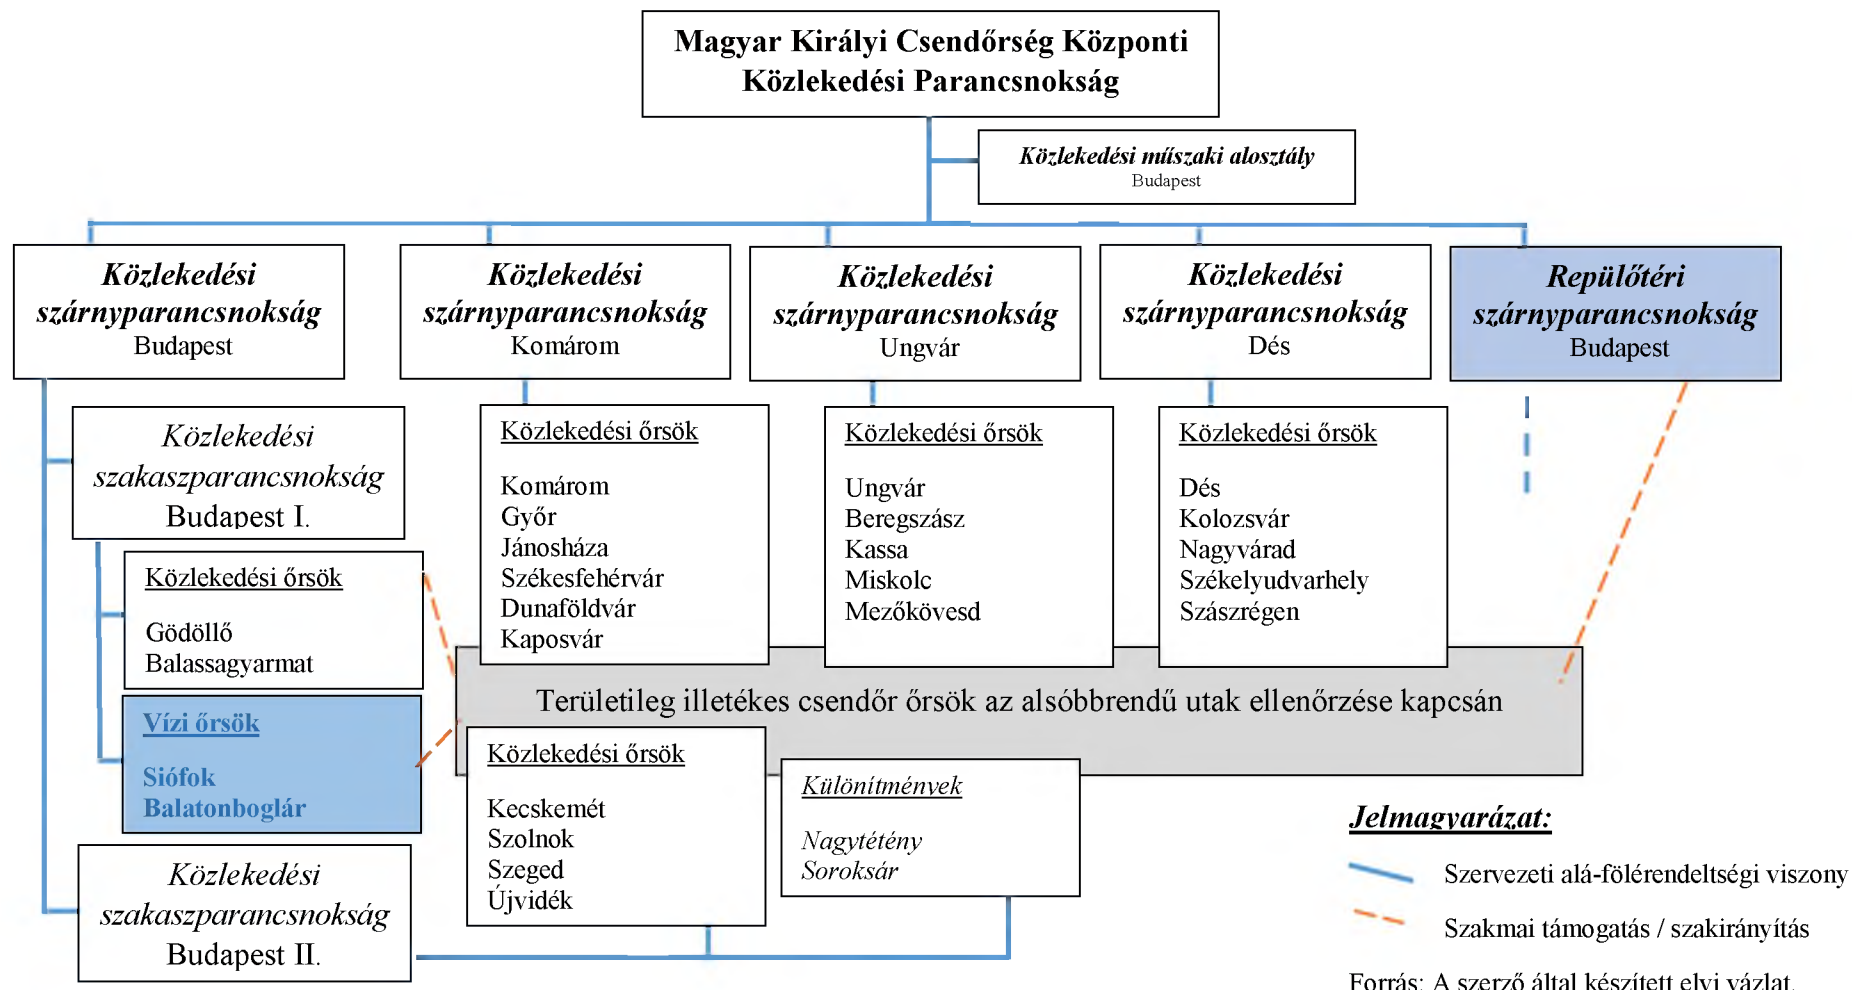 Magyar Királyi Csendőrség Központi
Közlekedési Parancsnokság
Közlekedési műszaki alosztály
Budapest
Közlekedési
szárnyparancsnokság
Budapest
Közlekedési
szárnyparancsnokság
Komárom
Közlekedési
szárnyparancsnokság
Ungvár
Közlekedési
szárnyparancsnokság
Dés
Repülőtéri
szárnyparancsnokság
Budapest
Közlekedési
szakaszparancsnokság
Budapest I.
Közlekedési őrsök
Gödöllő
Balassagyarmat
Vízi őrsök
Siófok
Balatonboglár
Közlekedési
szakaszparancsnokság
Budapest II.
Közlekedési őrsök
Komárom
Győr
Jánosháza
Székesfehérvár
Dunaföldvár
Kaposvár
Közlekedési őrsök
Ungvár
Beregszász
Kassa
Miskolc
Mezőkövesd
Közlekedési őrsök
Dés
Kolozsvár
Nagyvárad
Székelyudvarhely
Szászrégen
Területileg illetékes csendőr őrsök az alsóbbrendű utak ellenőrzése kapcsán
Közlekedési őrsök
Kecskemét
Szolnok
Szeged
Újvidék
Különítmények
Nagytétény
Soroksár
Jelmagyarázat:
Szervezeti alá-fölérendeltségi viszony
Szakmai támogatás / szakirányítás
Forrás: A szerző által készített elvi vázlat.